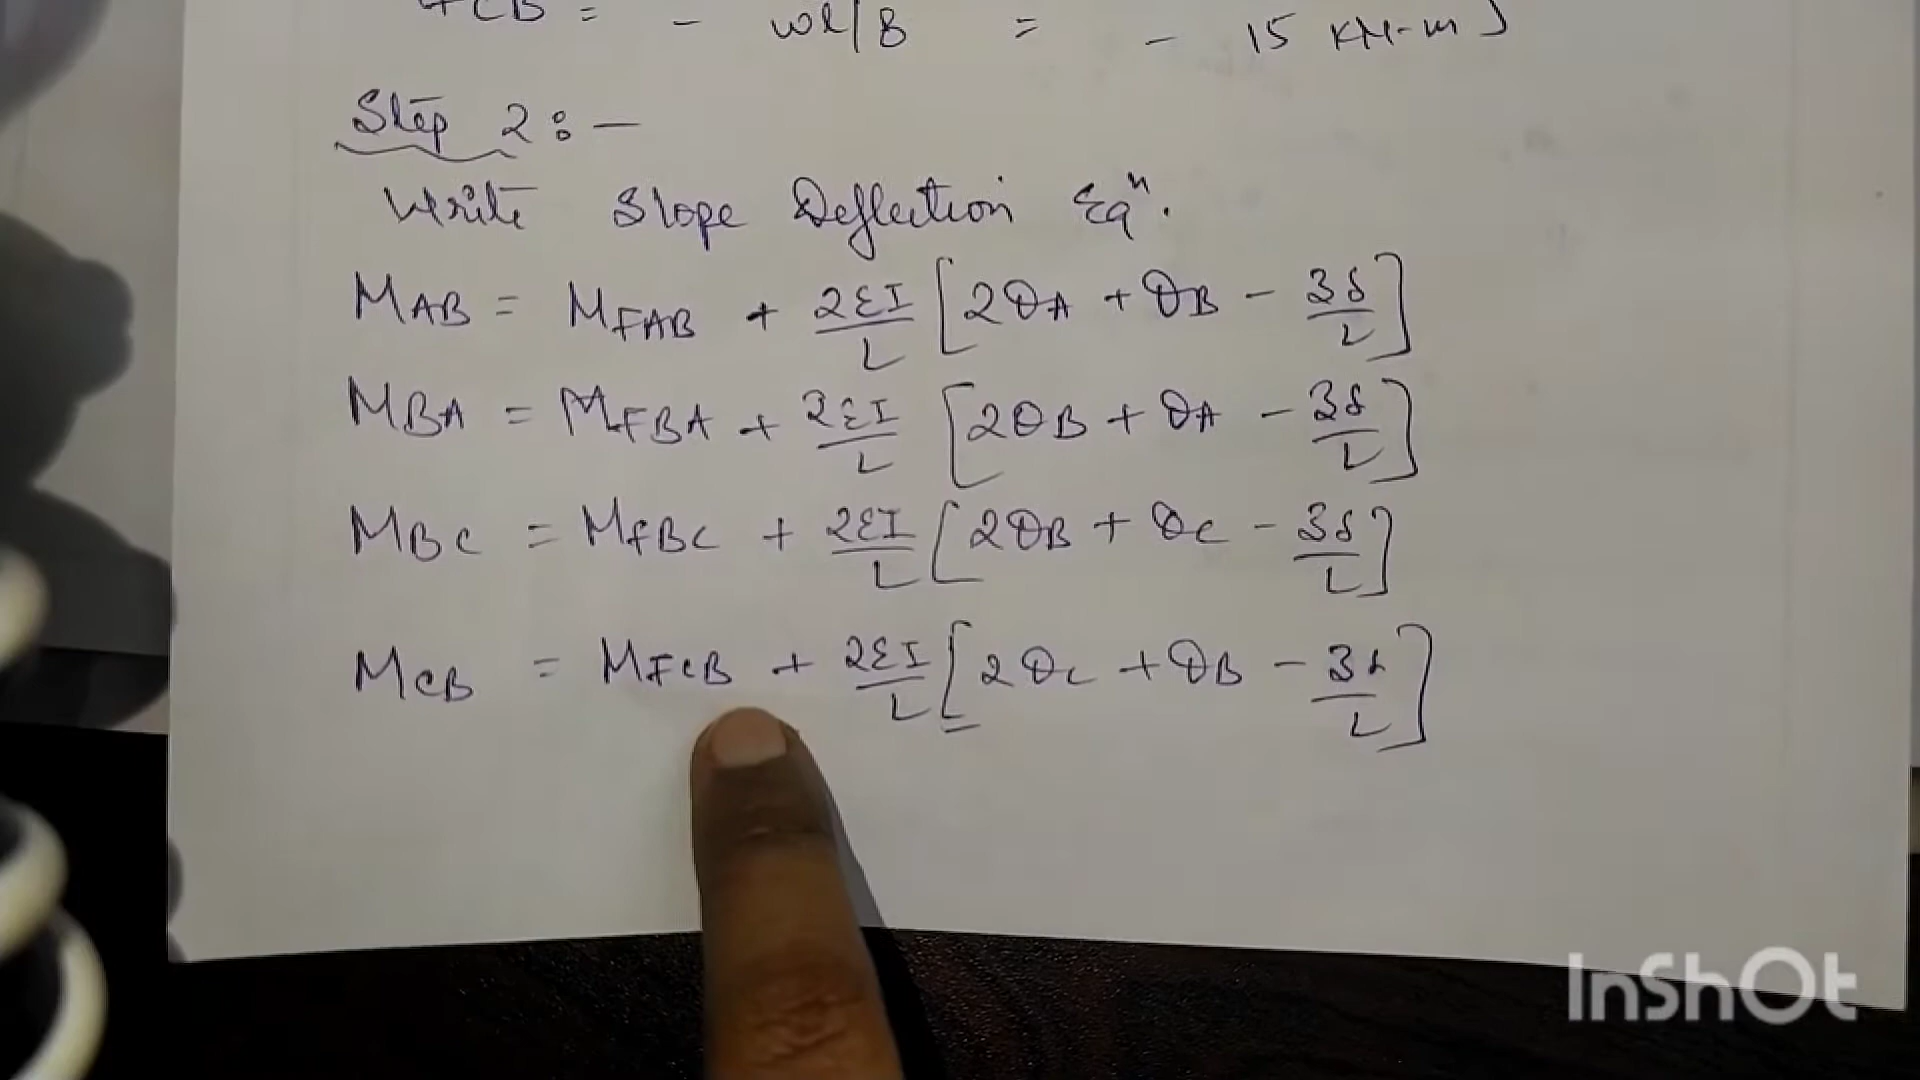 FCB = - wl/8 = - 15 KN-m
Step 2:-
Write Slope Deflection Eqn.
MAB = MFAB + 2EI/L [2θA + θB - 3δ/L]
MBA = MFBA + 2EI/L [2θB + θA - 3δ/L]
MBC = MFBC + 2EI/L [2θB + θC - 3δ/L]
MCB = MFCB + 2EI/L [2θC + θB - 3δ/L]
InShOt